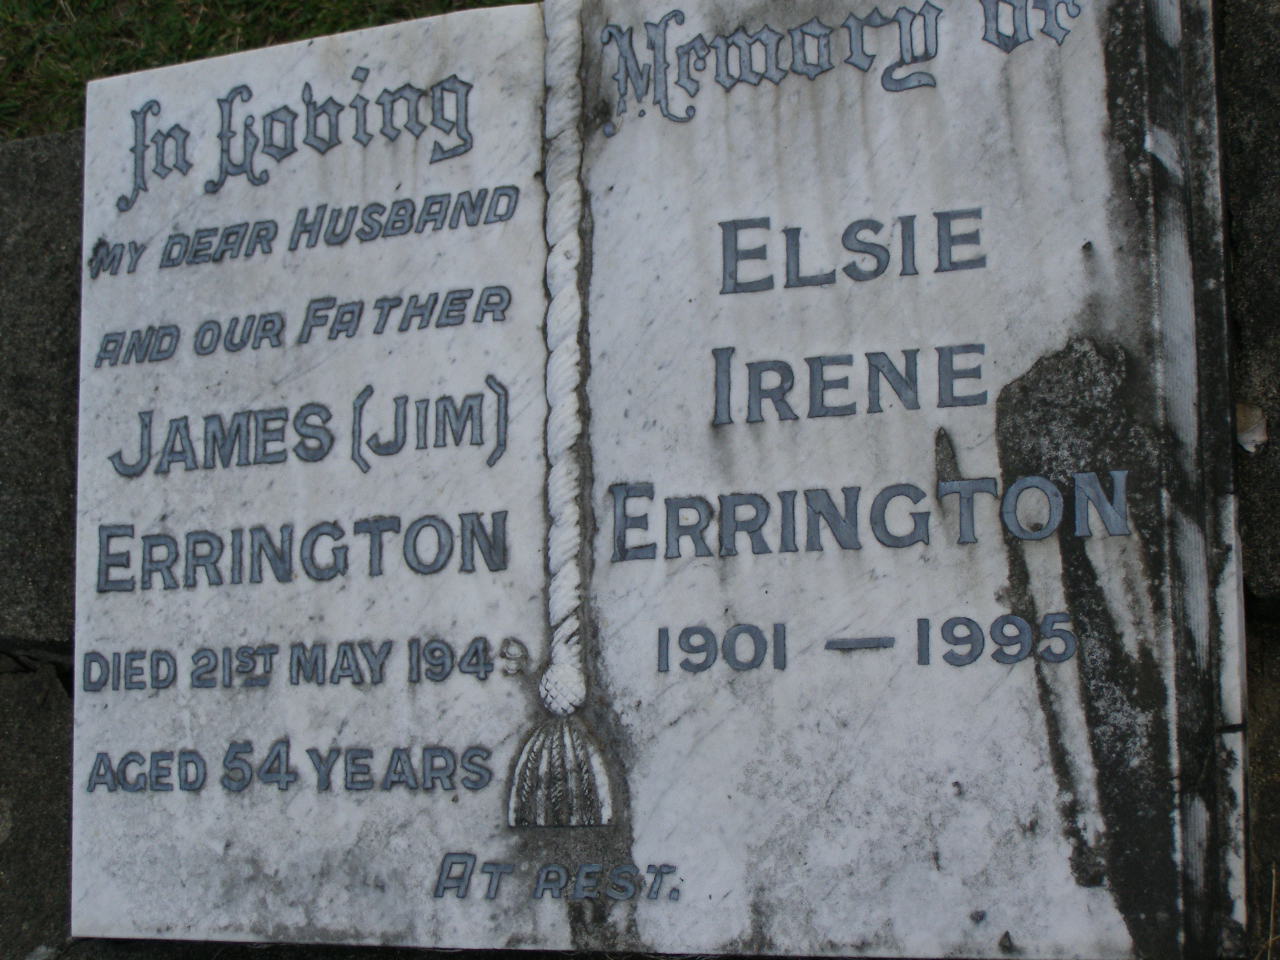 In Loving Memory of
MY DEAR HUSBAND
AND OUR FATHER
JAMES (JIM)
ERRINGTON
DIED 21ST MAY 1949
AGED 54 YEARS
ELSIE
IRENE
ERRINGTON
1901 — 1995
AT REST.